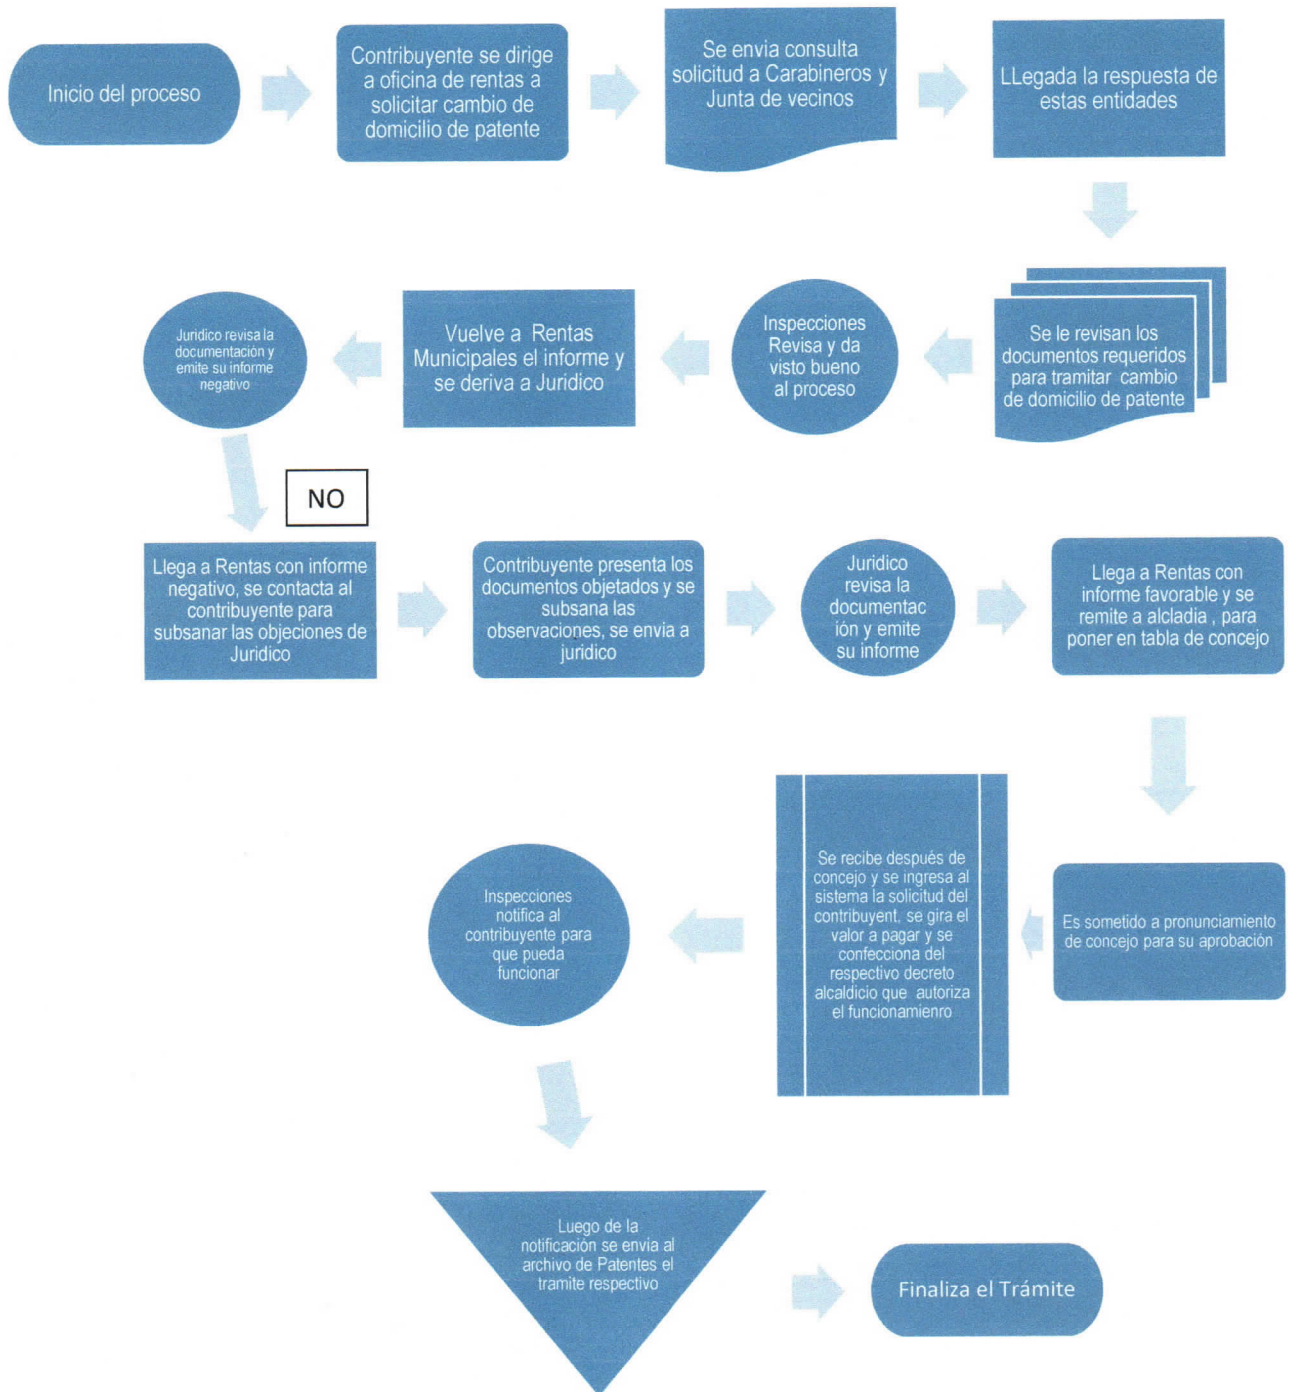 Inicio del proceso
Contribuyente se dirige
a oficina de rentas a
solicitar cambio de
domicilio de patente
Se envia consulta
solicitud a Carabineros y
Junta de vecinos
LLegada la respuesta de
estas entidades
Se le revisan los
documentos requeridos
para tramitar cambio
de domicilio de patente
Inspecciones
Revisa y da
visto bueno
al proceso
Vuelve a Rentas
Municipales el informe y
se deriva a Juridico
Juridico revisa la
documentación y
emite su informe
negativo
NO
Llega a Rentas con informe
negativo, se contacta al
contribuyente para
subsanar las objeciones de
Juridico
Contribuyente presenta los
documentos objetados y se
subsana las
observaciones, se envia a
juridico
Juridico
revisa la
documentac
ión y emite
su informe
Llega a Rentas con
informe favorable y se
remite a alcladia , para
poner en tabla de concejo
Es sometido a pronunciamiento
de concejo para su aprobación
Se recibe después de
concejo y se ingresa al
sistema la solicitud del
contribuyent, se gira el
valor a pagar y se
confecciona del
respectivo decreto
alcaldicio que autoriza
el funcionamienro
Inspecciones
notifica al
contribuyente para
que pueda
funcionar
Luego de la
notificación se envia al
archivo de Patentes el
tramite respectivo
Finaliza el Trámite